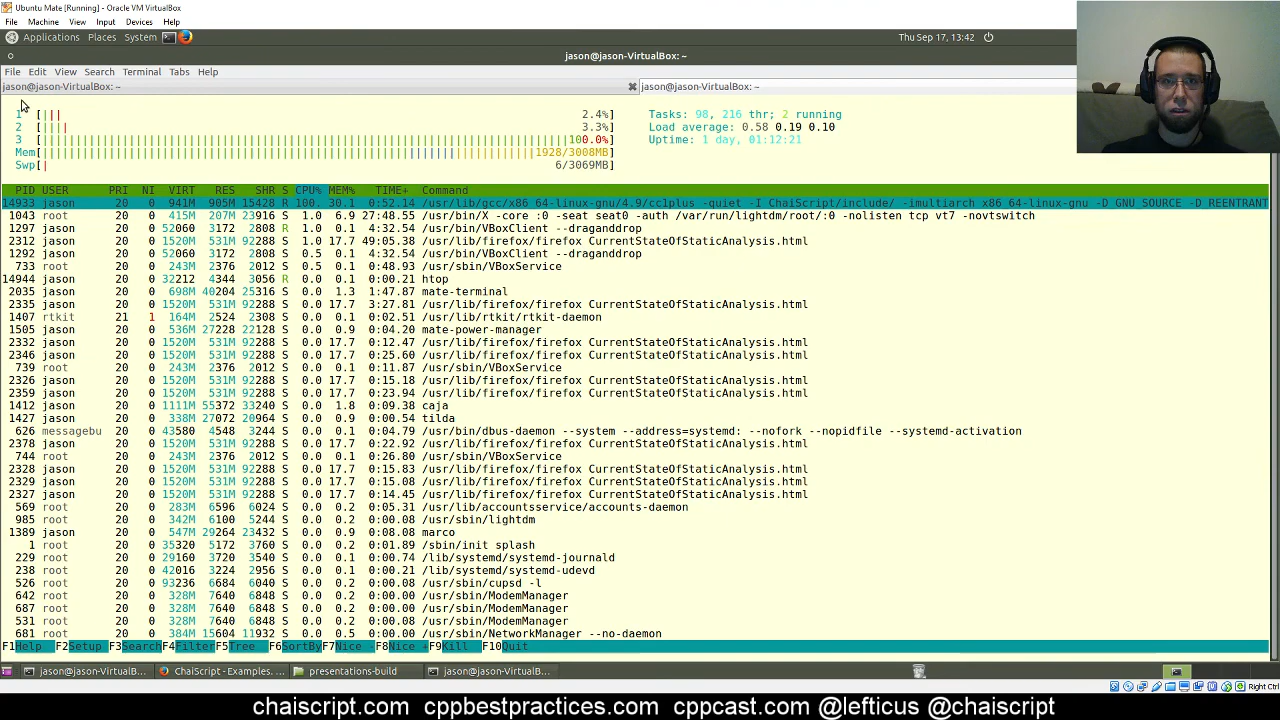 Ubuntu Mate [Running] - Oracle VM VirtualBox
File Machine View Input Devices Help
Applications Places System Thu Sep 17, 13:42
jason@jason-VirtualBox: ~
File Edit View Search Terminal Tabs Help
jason@jason-VirtualBox: ~ jason@jason-VirtualBox: ~
1 [||| 2.4%] Tasks: 98, 216 thr; 2 running
2 [|||| 3.3%] Load average: 0.58 0.19 0.10
3 [ 100.0%] Uptime: 1 day, 01:12:21
Mem[ 1928/3008MB]
Swp[| 6/3069MB]
PID USER PRI NI VIRT RES SHR S CPU% MEM% TIME+ Command
14933 jason 20 0 941M 905M 15428 R 100. 30.1 0:52.14 /usr/lib/gcc/x86_64-linux-gnu/4.9/cc1plus -quiet -I ChaiScript/include/ -imultiarch x86_64-linux-gnu -D _GNU_SOURCE -D _REENTRANT
1043 root 20 0 415M 207M 23916 S 1.0 6.9 27:48.55 /usr/bin/X -core :0 -seat seat0 -auth /var/run/lightdm/root/:0 -nolisten tcp vt7 -novtswitch
1297 jason 20 0 52060 3172 2808 R 1.0 0.1 4:32.54 /usr/bin/VBoxClient --draganddrop
2312 jason 20 0 1520M 531M 92288 S 1.0 17.7 49:05.38 /usr/lib/firefox/firefox CurrentStateOfStaticAnalysis.html
1292 jason 20 0 52060 3172 2808 S 0.5 0.1 4:32.54 /usr/bin/VBoxClient --draganddrop
733 root 20 0 243M 2376 2012 S 0.5 0.1 0:48.93 /usr/sbin/VBoxService
14944 jason 20 0 32212 4344 3056 R 0.0 0.1 0:00.21 htop
2035 jason 20 0 698M 40204 25316 S 0.0 1.3 1:47.87 mate-terminal
2335 jason 20 0 1520M 531M 92288 S 0.0 17.7 3:27.81 /usr/lib/firefox/firefox CurrentStateOfStaticAnalysis.html
1407 rtkit 21 1 164M 2524 2308 S 0.0 0.1 0:02.51 /usr/lib/rtkit/rtkit-daemon
1505 jason 20 0 536M 27228 22128 S 0.0 0.9 0:04.20 mate-power-manager
2332 jason 20 0 1520M 531M 92288 S 0.0 17.7 0:12.47 /usr/lib/firefox/firefox CurrentStateOfStaticAnalysis.html
2346 jason 20 0 1520M 531M 92288 S 0.0 17.7 0:25.60 /usr/lib/firefox/firefox CurrentStateOfStaticAnalysis.html
739 root 20 0 243M 2376 2012 S 0.0 0.1 0:11.87 /usr/sbin/VBoxService
2326 jason 20 0 1520M 531M 92288 S 0.0 17.7 0:15.18 /usr/lib/firefox/firefox CurrentStateOfStaticAnalysis.html
2359 jason 20 0 1520M 531M 92288 S 0.0 17.7 0:23.94 /usr/lib/firefox/firefox CurrentStateOfStaticAnalysis.html
1412 jason 20 0 1111M 55372 33240 S 0.0 1.8 0:09.38 caja
1427 jason 20 0 338M 27072 20964 S 0.0 0.9 0:00.54 tilda
626 messagebu 20 0 43580 4548 3244 S 0.0 0.1 0:04.79 /usr/bin/dbus-daemon --system --address=systemd: --nofork --nopidfile --systemd-activation
2378 jason 20 0 1520M 531M 92288 S 0.0 17.7 0:22.92 /usr/lib/firefox/firefox CurrentStateOfStaticAnalysis.html
744 root 20 0 243M 2376 2012 S 0.0 0.1 0:26.80 /usr/sbin/VBoxService
2328 jason 20 0 1520M 531M 92288 S 0.0 17.7 0:15.83 /usr/lib/firefox/firefox CurrentStateOfStaticAnalysis.html
2329 jason 20 0 1520M 531M 92288 S 0.0 17.7 0:15.08 /usr/lib/firefox/firefox CurrentStateOfStaticAnalysis.html
2327 jason 20 0 1520M 531M 92288 S 0.0 17.7 0:14.45 /usr/lib/firefox/firefox CurrentStateOfStaticAnalysis.html
569 root 20 0 283M 6596 6024 S 0.0 0.2 0:05.31 /usr/lib/accountsservice/accounts-daemon
985 root 20 0 342M 6100 5244 S 0.0 0.2 0:00.08 /usr/sbin/lightdm
1389 jason 20 0 547M 29264 23432 S 0.0 0.9 0:08.08 marco
1 root 20 0 35320 5172 3760 S 0.0 0.2 0:01.89 /sbin/init splash
229 root 20 0 29160 3720 3540 S 0.0 0.1 0:00.74 /lib/systemd/systemd-journald
238 root 20 0 42016 3224 2956 S 0.0 0.1 0:00.21 /lib/systemd/systemd-udevd
526 root 20 0 93236 6684 6040 S 0.0 0.2 0:00.08 /usr/sbin/cupsd -l
642 root 20 0 328M 7640 6848 S 0.0 0.2 0:00.00 /usr/sbin/ModemManager
687 root 20 0 328M 7640 6848 S 0.0 0.2 0:00.00 /usr/sbin/ModemManager
531 root 20 0 328M 7640 6848 S 0.0 0.2 0:00.08 /usr/sbin/ModemManager
681 root 20 0 384M 15604 11932 S 0.0 0.5 0:00.02 /usr/sbin/NetworkManager --no-daemon
F1Help F2Setup F3SearchF4FilterF5Tree F6SortByF7Nice -F8Nice +F9Kill F10Quit
jason@jason-VirtualB... ChaiScript - Examples. ... presentations-build jason@jason-VirtualB...
Right Ctrl
chaiscript.com cppbestpractices.com cppcast.com @lefticus @chaiscript